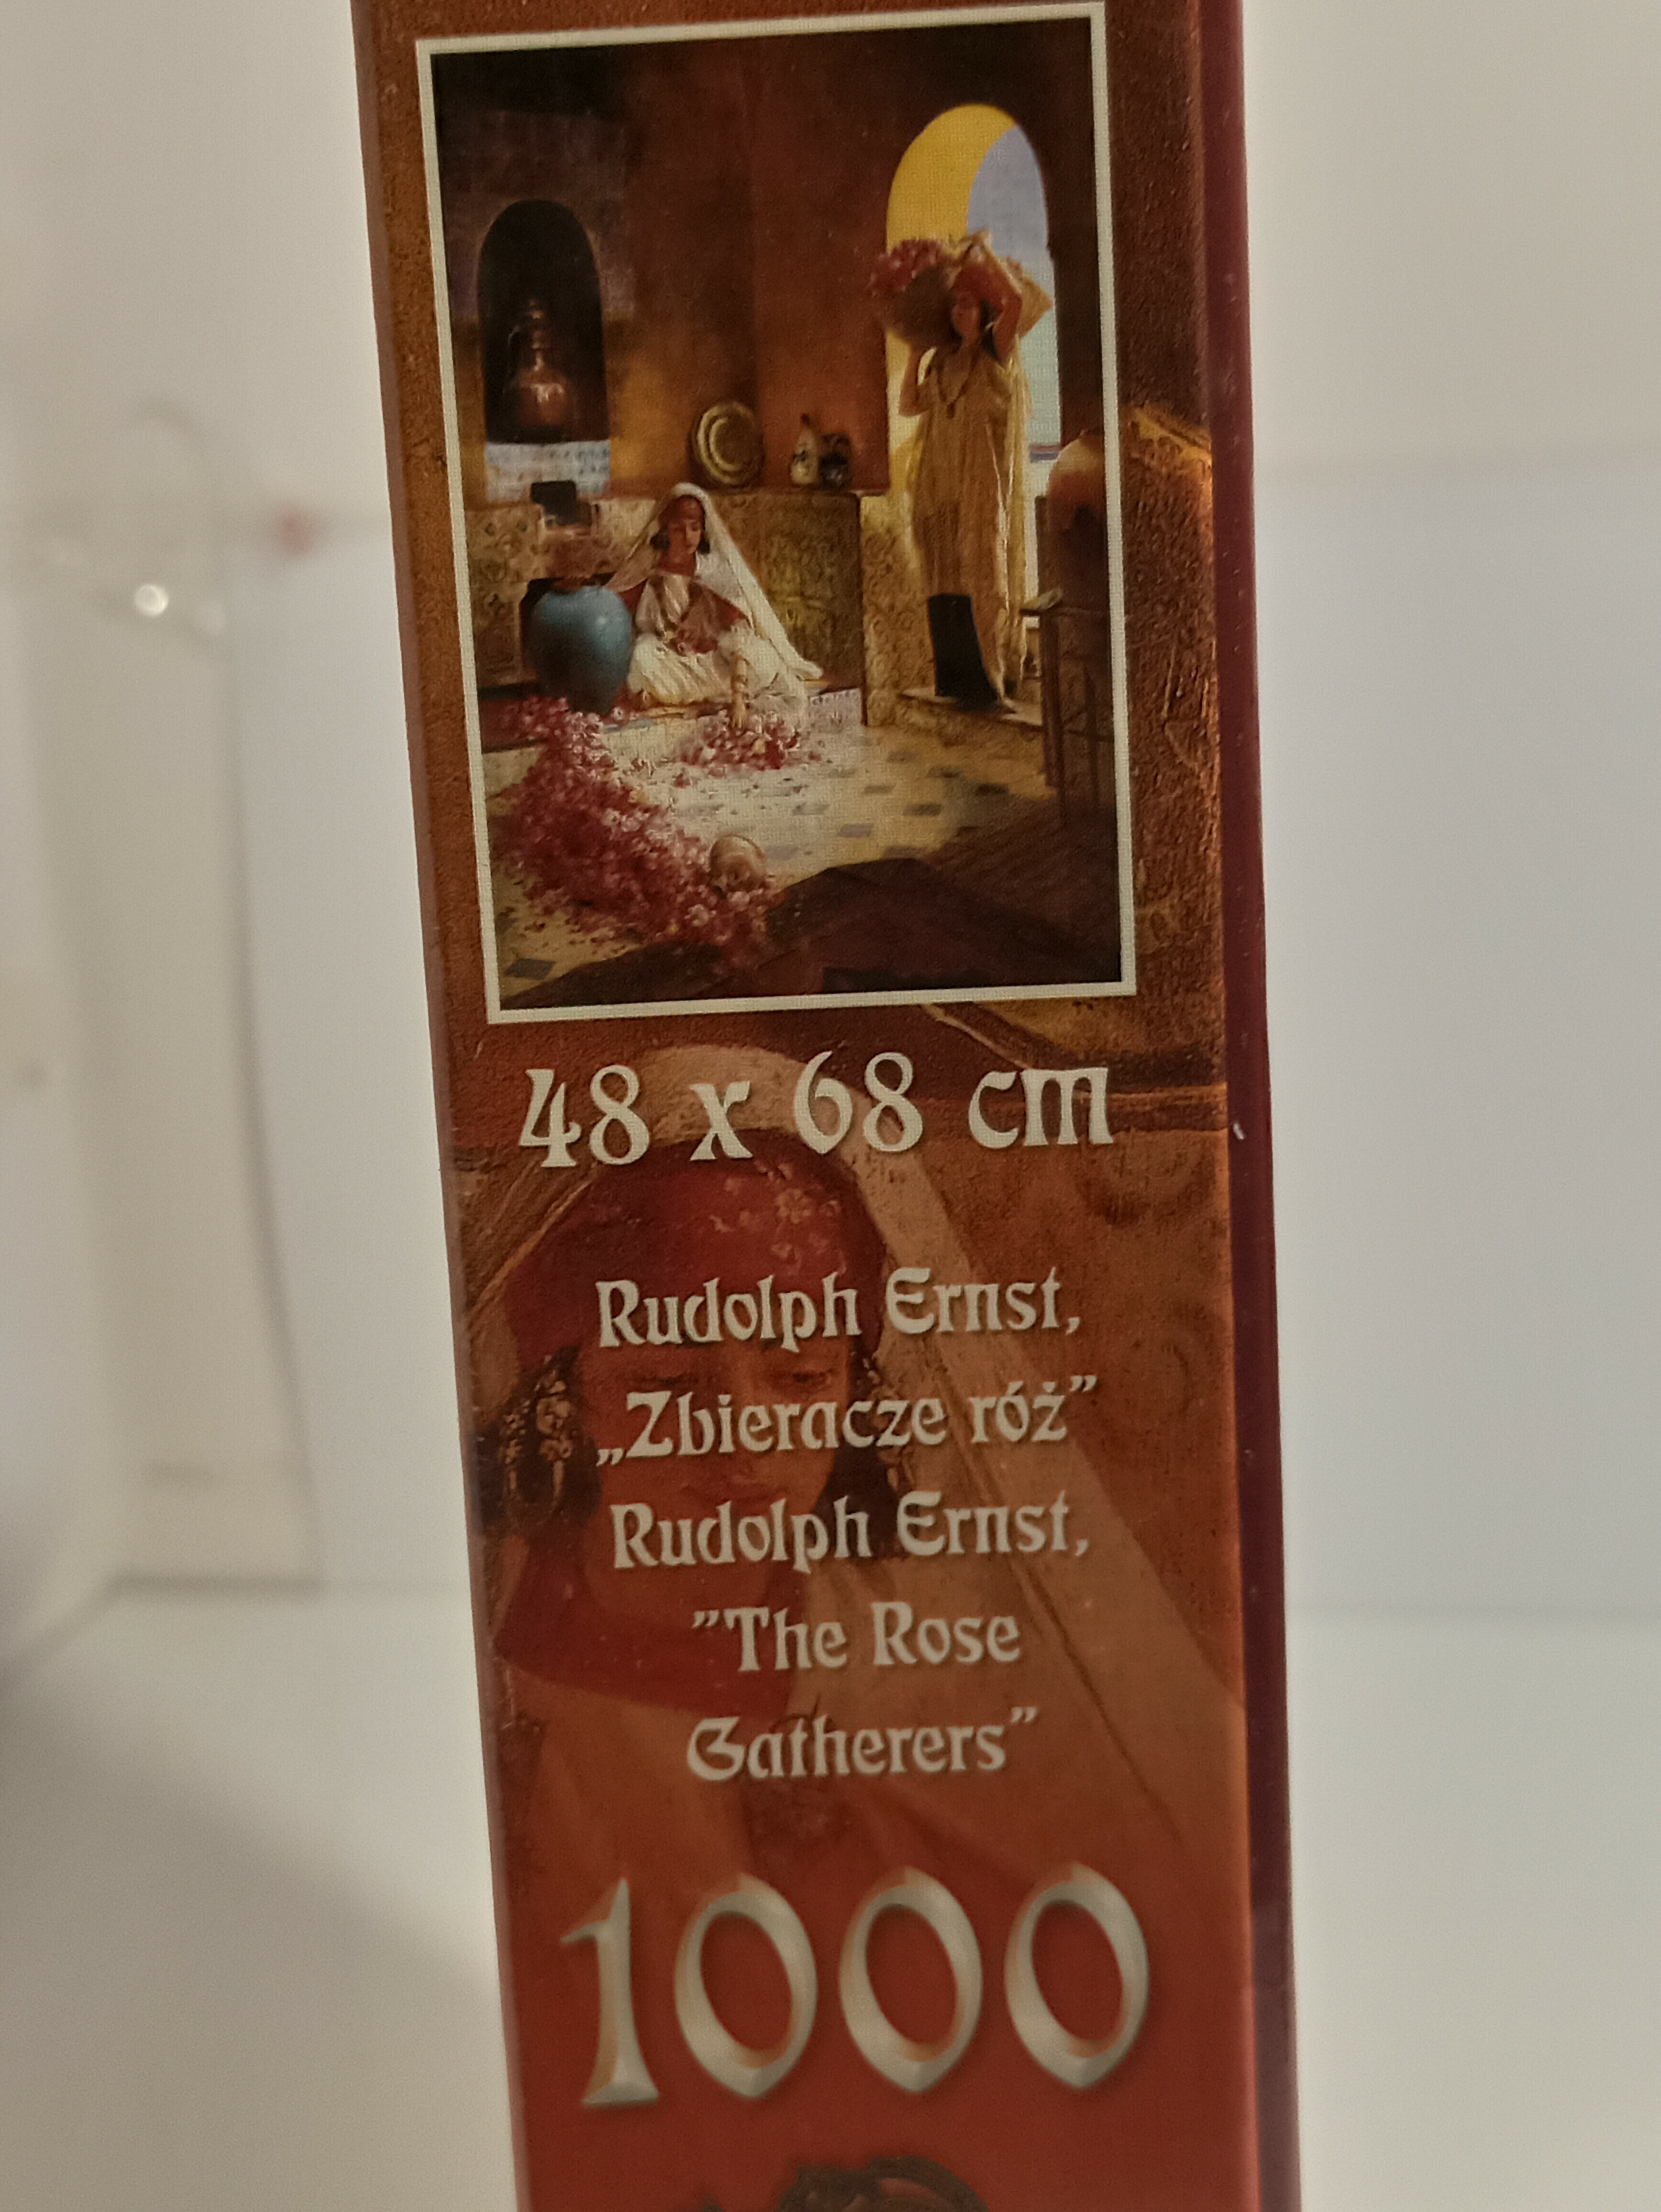 48 x 68 cm
Rudolph Ernst,
„Zbieracze róż”
Rudolph Ernst,
”The Rose
Gatherers”
1000